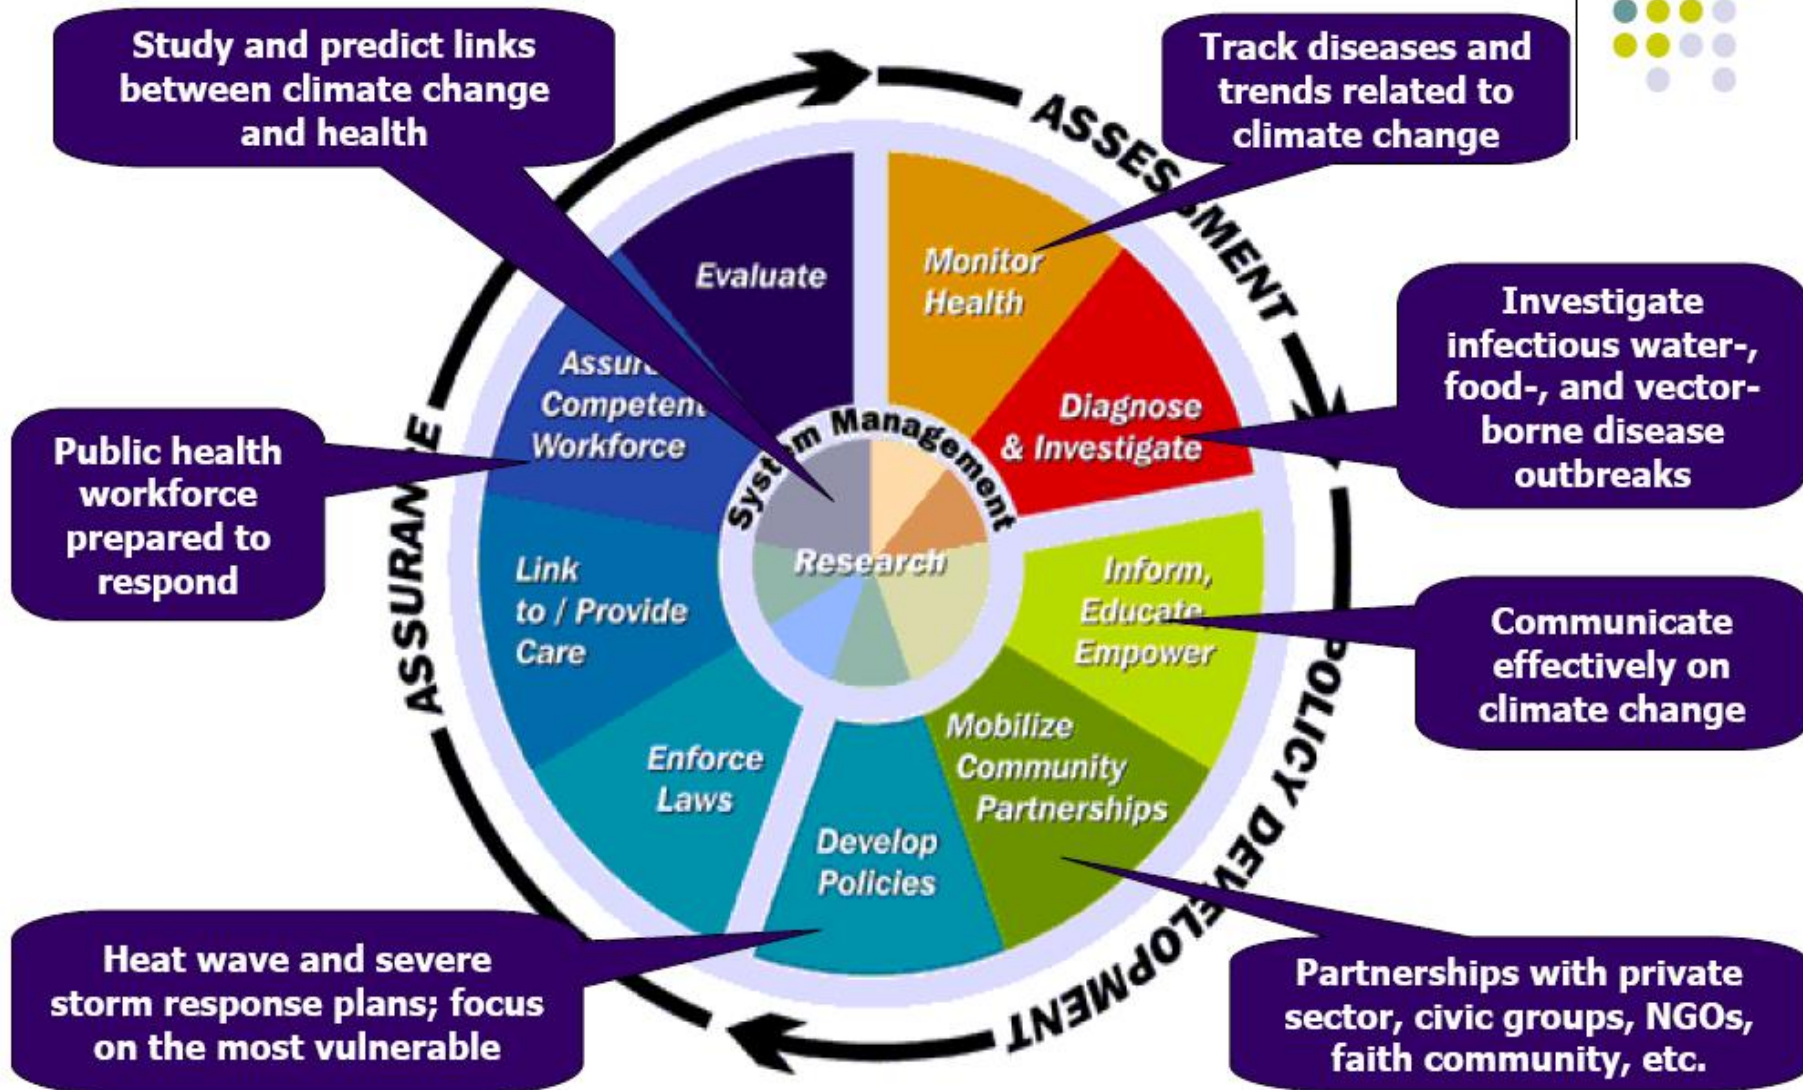 Study and predict links
between climate change
and health
Track diseases and
trends related to
climate change
ASSESSMENT
Evaluate
Monitor
Health
Investigate
infectious water-,
food-, and vector-
borne disease
outbreaks
Assure
Competent
Workforce
Diagnose
& Investigate
System Management
Public health
workforce
prepared to
respond
ASSURANCE
Research
Link
to / Provide
Care
Inform,
Educate,
Empower
Communicate
effectively on
climate change
POLICY DEVELOPMENT
Enforce
Laws
Mobilize
Community
Partnerships
Develop
Policies
Heat wave and severe
storm response plans; focus
on the most vulnerable
Partnerships with private
sector, civic groups, NGOs,
faith community, etc.